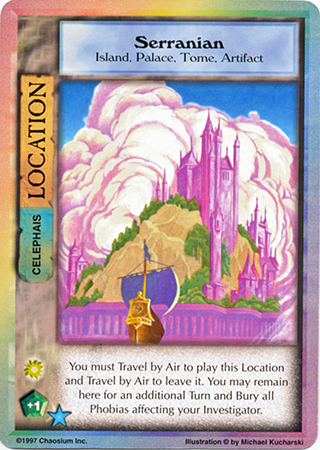 Serranian
Island, Palace, Tome, Artifact
LOCATION
CELEPHAIS
You must Travel by Air to play this Location
and Travel by Air to leave it. You may remain
here for an additional Turn and Bury all
Phobias affecting your Investigator.
+1
©1997 Chaosium Inc.
Illustration © by Michael Kucharski